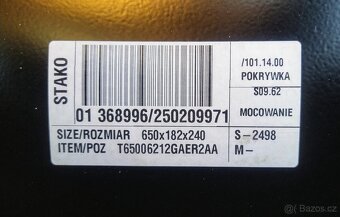 STAKO
/101.14.00
POKRYWKA
S09.62
01 368996/250209971
MOCOWANIE
SIZE/ROZMIAR 650x182x240
S-2498
ITEM/POZ T65006212GAER2AA
M-
Bazoš.cz